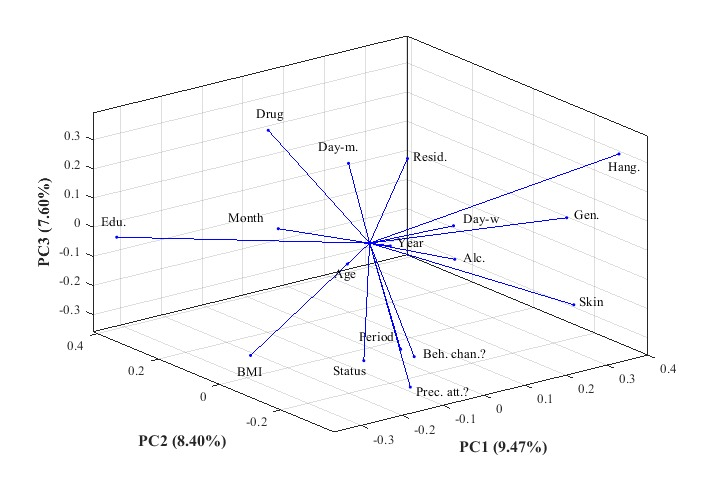 Drug
Day-m.
Resid.
Hang.
Edu.
Month
Day-w
Gen.
Year
Alc.
Age
Skin
Period
Beh. chan.?
BMI
Status
Prec. att.?
PC3 (7.60%)
0.3
0.2
0.1
0
-0.1
-0.2
-0.3
PC2 (8.40%)
0.4
0.2
0
-0.2
PC1 (9.47%)
-0.3
-0.2
-0.1
0
0.1
0.2
0.3
0.4